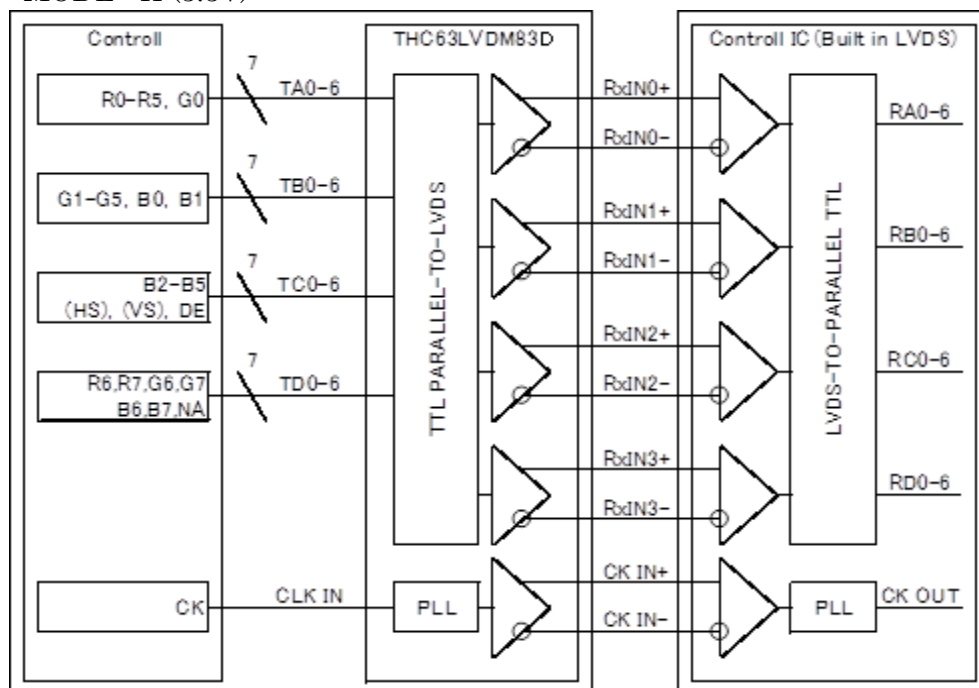 Controll
THC63LVDM83D
Controll IC (Built in LVDS)
R0-R5, G0
7
TA0-6
RxIN0+
RxIN0-
RA0-6
G1-G5, B0, B1
7
TB0-6
RxIN1+
RxIN1-
RB0-6
B2-B5
(HS), (VS), DE
7
TC0-6
RxIN2+
RxIN2-
RC0-6
R6,R7,G6,G7
B6,B7,NA
7
TD0-6
RxIN3+
RxIN3-
RD0-6
TTL PARALLEL-TO-LVDS
LVDS-TO-PARALLEL TTL
CK
CLK IN
PLL
CK IN+
CK IN-
PLL
CK OUT